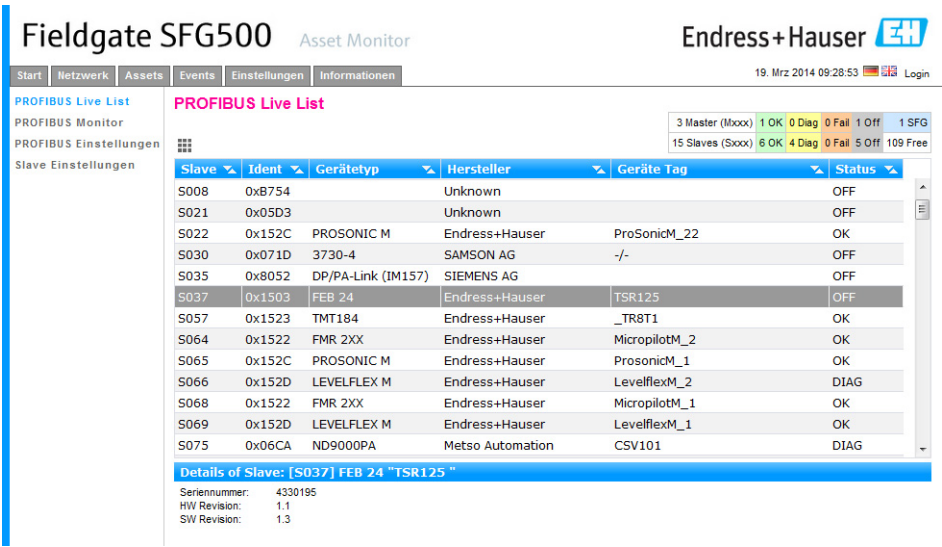 Fieldgate SFG500 Asset Monitor
Endress+Hauser EH
Start Netzwerk Assets Events Einstellungen Informationen
19. Mrz 2014 09:28:53 Login
PROFIBUS Live List
PROFIBUS Monitor
PROFIBUS Einstellungen
Slave Einstellungen
PROFIBUS Live List
3 Master (Mxxx) 1 OK 0 Diag 0 Fail 1 Off 1 SFG
15 Slaves (Sxxx) 6 OK 4 Diag 0 Fail 5 Off 109 Free
Slave Ident Gerätetyp Hersteller Geräte Tag Status
S008 0xB754 Unknown OFF
S021 0x05D3 Unknown OFF
S022 0x152C PROSONIC M Endress+Hauser ProSonicM_22 OK
S030 0x071D 3730-4 SAMSON AG -/- OFF
S035 0x8052 DP/PA-Link (IM157) SIEMENS AG OFF
S037 0x1503 FEB 24 Endress+Hauser TSR125 OFF
S057 0x1523 TMT184 Endress+Hauser _TR8T1 OK
S064 0x1522 FMR 2XX Endress+Hauser MicropilotM_2 OK
S065 0x152C PROSONIC M Endress+Hauser ProsonicM_1 OK
S066 0x152D LEVELFLEX M Endress+Hauser LevelflexM_2 DIAG
S068 0x1522 FMR 2XX Endress+Hauser MicropilotM_1 OK
S069 0x152D LEVELFLEX M Endress+Hauser LevelflexM_1 OK
S075 0x06CA ND9000PA Metso Automation CSV101 DIAG
Details of Slave: [S037] FEB 24 "TSR125 "
Seriennummer: 4330195
HW Revision: 1.1
SW Revision: 1.3